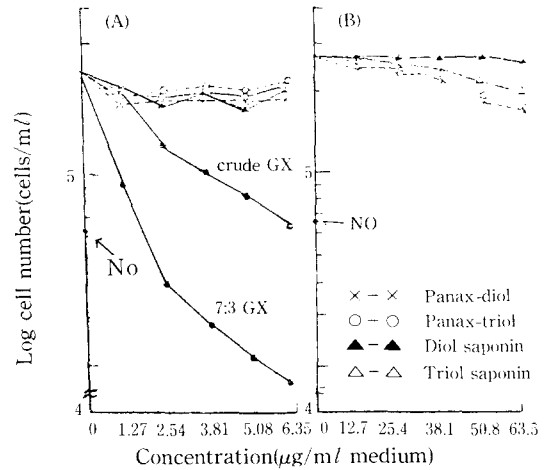 (A)
(B)
Log cell number(cells/ml)
5
4
crude GX
No
7:3 GX
5
4
NO
Panax-diol
Panax-triol
Diol saponin
Triol saponin
0 1.27 2.54 3.81 5.08 6.35
0 12.7 25.4 38.1 50.8 63.5
Concentration(μg/ml medium)